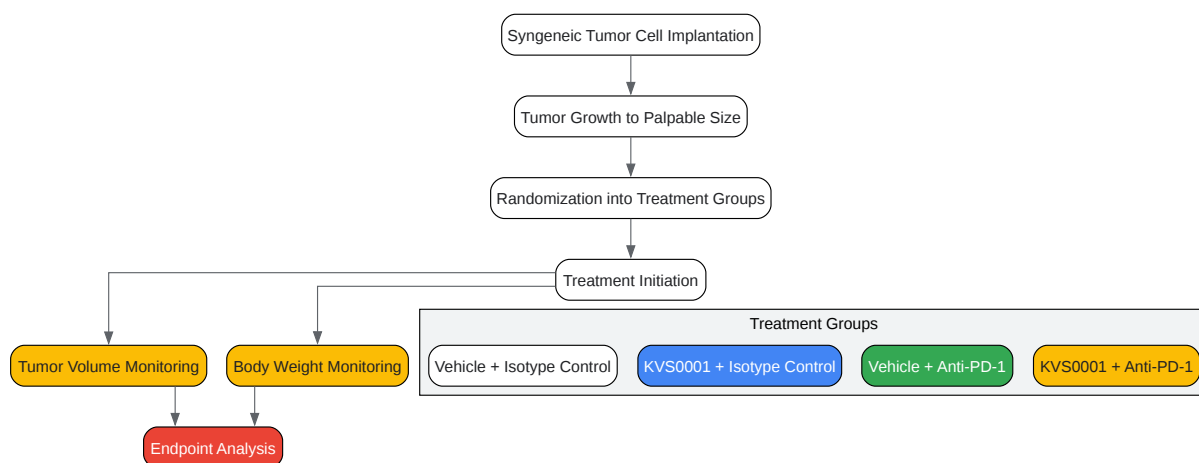 Syngeneic Tumor Cell Implantation
Tumor Growth to Palpable Size
Randomization into Treatment Groups
Treatment Initiation
Treatment Groups
Tumor Volume Monitoring
Body Weight Monitoring
Vehicle + Isotype Control
KVS0001 + Isotype Control
Vehicle + Anti-PD-1
KVS0001 + Anti-PD-1
Endpoint Analysis